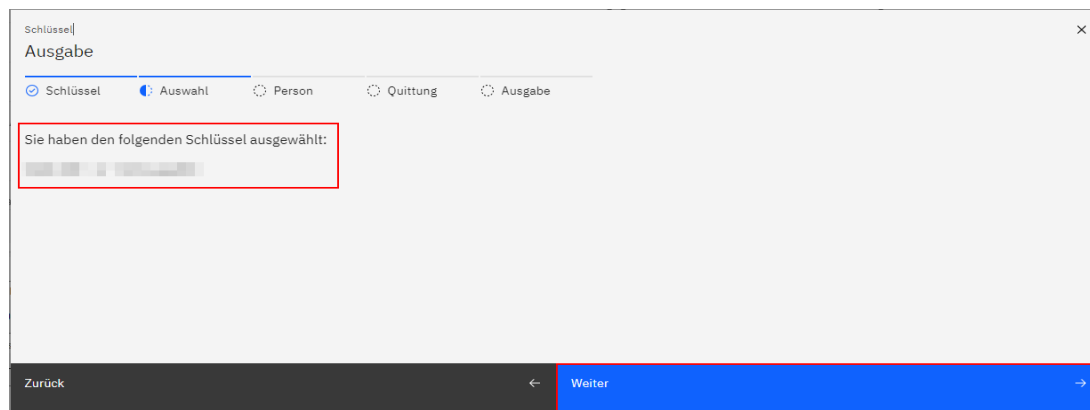 Schlüssel
Ausgabe
Schlüssel Auswahl Person Quittung Ausgabe
Sie haben den folgenden Schlüssel ausgewählt:
Zurück Weiter